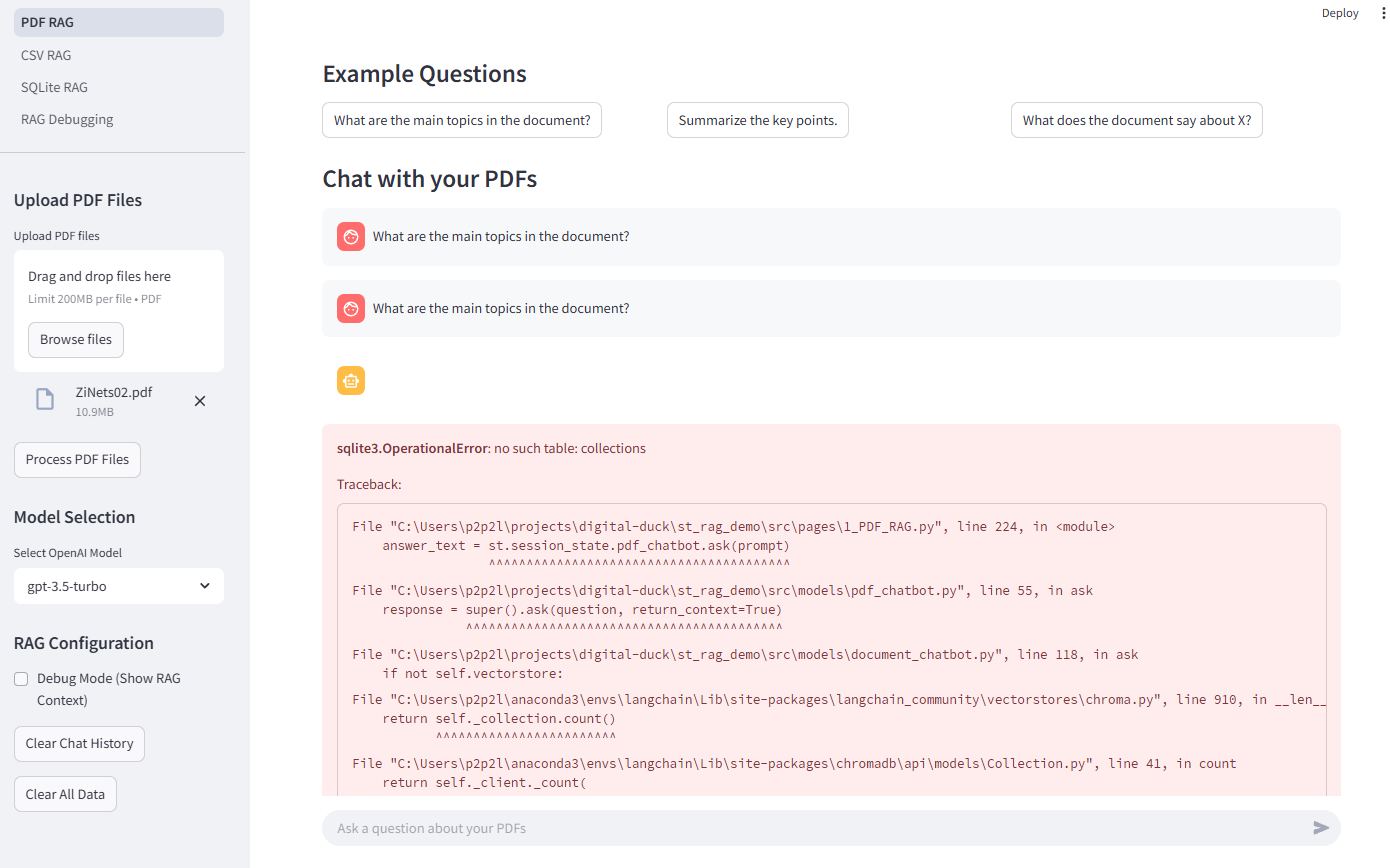 PDF RAG
CSV RAG
SQLite RAG
RAG Debugging
Upload PDF Files
Upload PDF files
Drag and drop files here
Limit 200MB per file • PDF
Browse files
ZiNets02.pdf
10.9MB
Process PDF Files
Model Selection
Select OpenAI Model
gpt-3.5-turbo
RAG Configuration
Debug Mode (Show RAG
Context)
Clear Chat History
Clear All Data
Deploy
Example Questions
What are the main topics in the document?
Summarize the key points.
What does the document say about X?
Chat with your PDFs
What are the main topics in the document?
What are the main topics in the document?
sqlite3.OperationalError: no such table: collections
Traceback:
File "C:\Users\p2p2l\projects\digital-duck\st_rag_demo\src\pages\1_PDF_RAG.py", line 224, in <module>
    answer_text = st.session_state.pdf_chatbot.ask(prompt)
                  ^^^^^^^^^^^^^^^^^^^^^^^^^^^^^^^^^^^^^^^^
File "C:\Users\p2p2l\projects\digital-duck\st_rag_demo\src\models\pdf_chatbot.py", line 55, in ask
    response = super().ask(question, return_context=True)
               ^^^^^^^^^^^^^^^^^^^^^^^^^^^^^^^^^^^^^^^^^^
File "C:\Users\p2p2l\projects\digital-duck\st_rag_demo\src\models\document_chatbot.py", line 118, in ask
    if not self.vectorstore:
File "C:\Users\p2p2l\anaconda3\envs\langchain\Lib\site-packages\langchain_community\vectorstores\chroma.py", line 910, in __len__
    return self._collection.count()
           ^^^^^^^^^^^^^^^^^^^^^^^^
File "C:\Users\p2p2l\anaconda3\envs\langchain\Lib\site-packages\chromadb\api\models\Collection.py", line 41, in count
    return self._client._count(
Ask a question about your PDFs